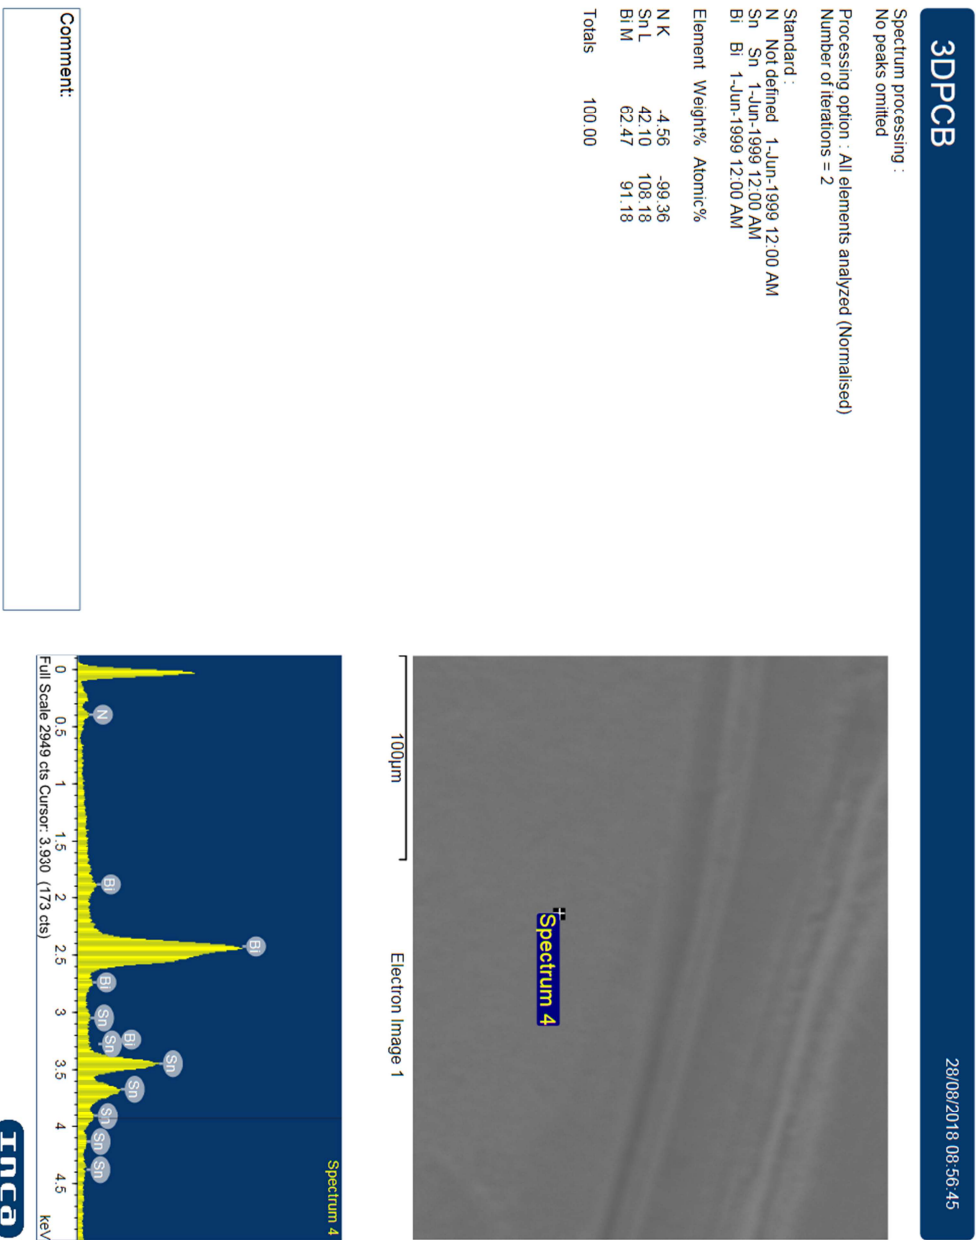 3DPCB
28/08/2018 08:56:45
Spectrum processing :
No peaks omitted
Processing option : All elements analyzed (Normalised)
Number of iterations = 2
Standard :
N Not defined 1-Jun-1999 12:00 AM
Sn Sn 1-Jun-1999 12:00 AM
Bi Bi 1-Jun-1999 12:00 AM
Element Weight% Atomic%
N K -4.56 -99.36
Sn L 42.10 108.18
Bi M 62.47 91.18
Totals 100.00
Comment:
Spectrum 4
100µm
Electron Image 1
Spectrum 4
N
Bi
Bi
Bi
Sn
Sn
Bi
Sn
Sn
Sn
Sn
Sn
0 0.5 1 1.5 2 2.5 3 3.5 4 4.5
keV
Full Scale 2949 cts Cursor: 3.930 (173 cts)
Inca